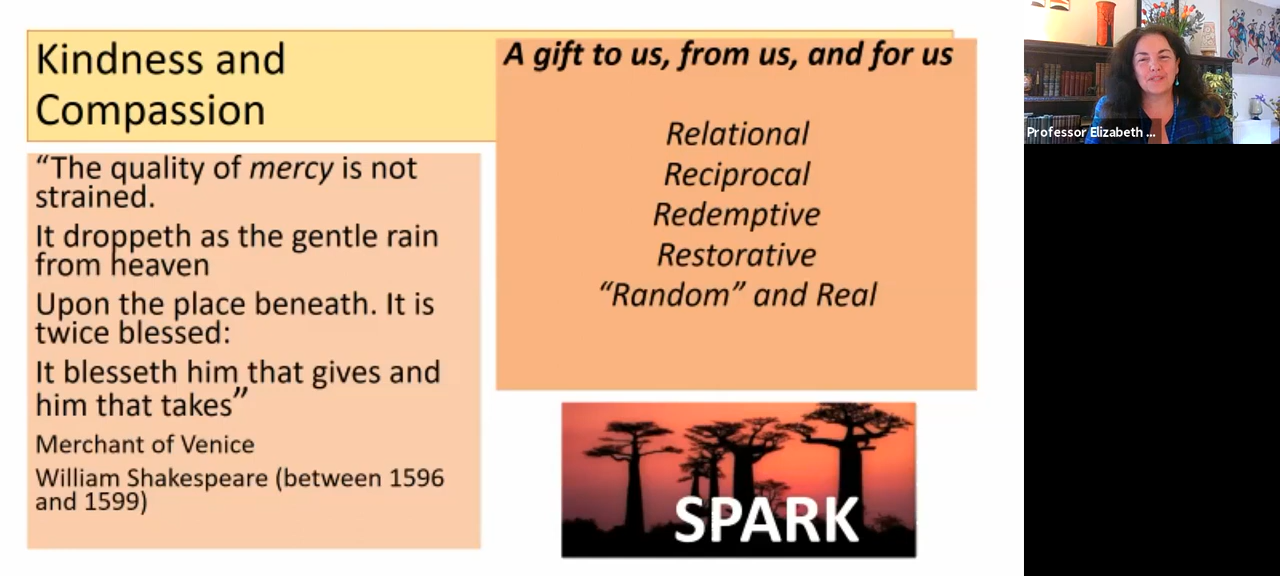 Kindness and
Compassion
“The quality of mercy is not
strained.
It droppeth as the gentle rain
from heaven
Upon the place beneath. It is
twice blessed:
It blesseth him that gives and
him that takes”
Merchant of Venice
William Shakespeare (between 1596
and 1599)
A gift to us, from us, and for us
Relational
Reciprocal
Redemptive
Restorative
“Random” and Real
SPARK
Professor Elizabeth ...